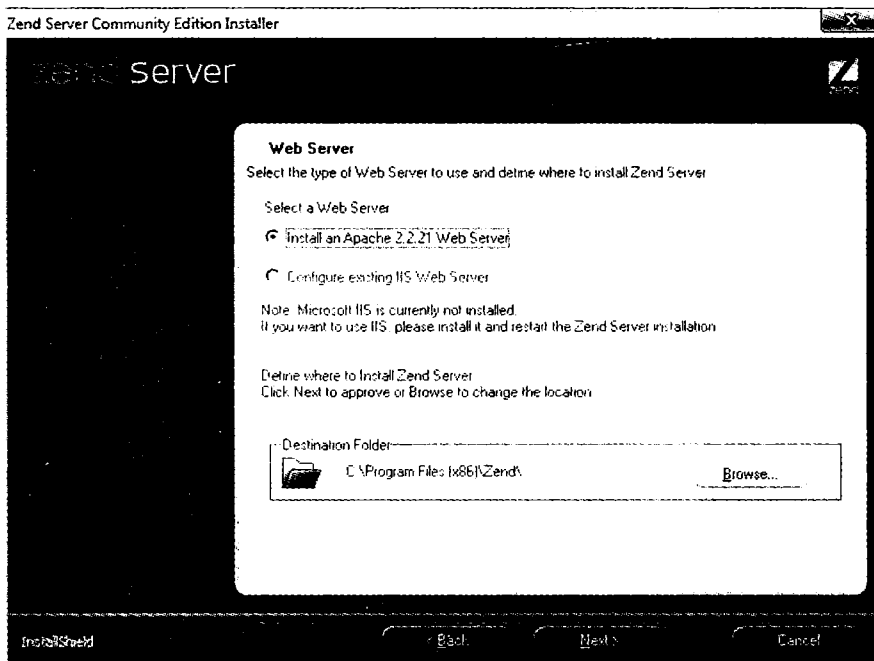 Zend Server Community Edition Installer
zend Server
zend
Web Server
Select the type of Web Server to use and define where to install Zend Server
Select a Web Server
Install an Apache 2.2.21 Web Server
Configure existing IIS Web Server
Note: Microsoft IIS is currently not installed.
If you want to use IIS, please install it and restart the Zend Server installation
Define where to Install Zend Server
Click Next to approve or Browse to change the location
Destination Folder
C:\Program Files (x86)\Zend\
Browse...
InstallShield
< Back
Next >
Cancel